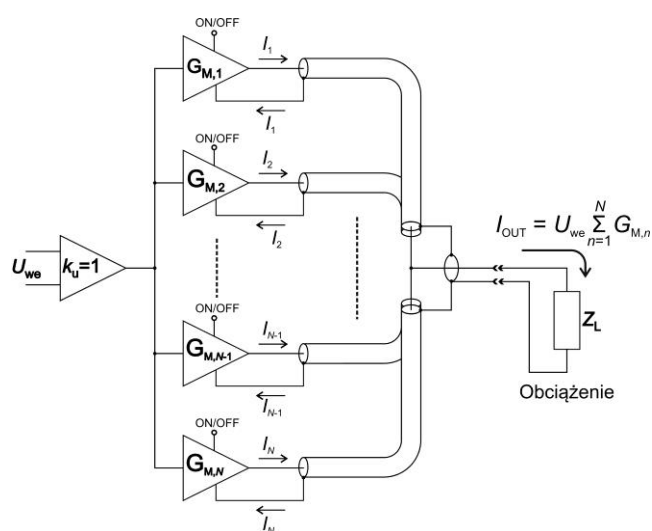 ON/OFF
G_M,1
I_1
I_1
ON/OFF
G_M,2
I_2
I_2
U_we
k_u=1
I_OUT = U_we ∑_{n=1}^{N} G_M,n
Z_L
Obciążenie
ON/OFF
G_M,N-1
I_N-1
I_N-1
ON/OFF
G_M,N
I_N
I_N